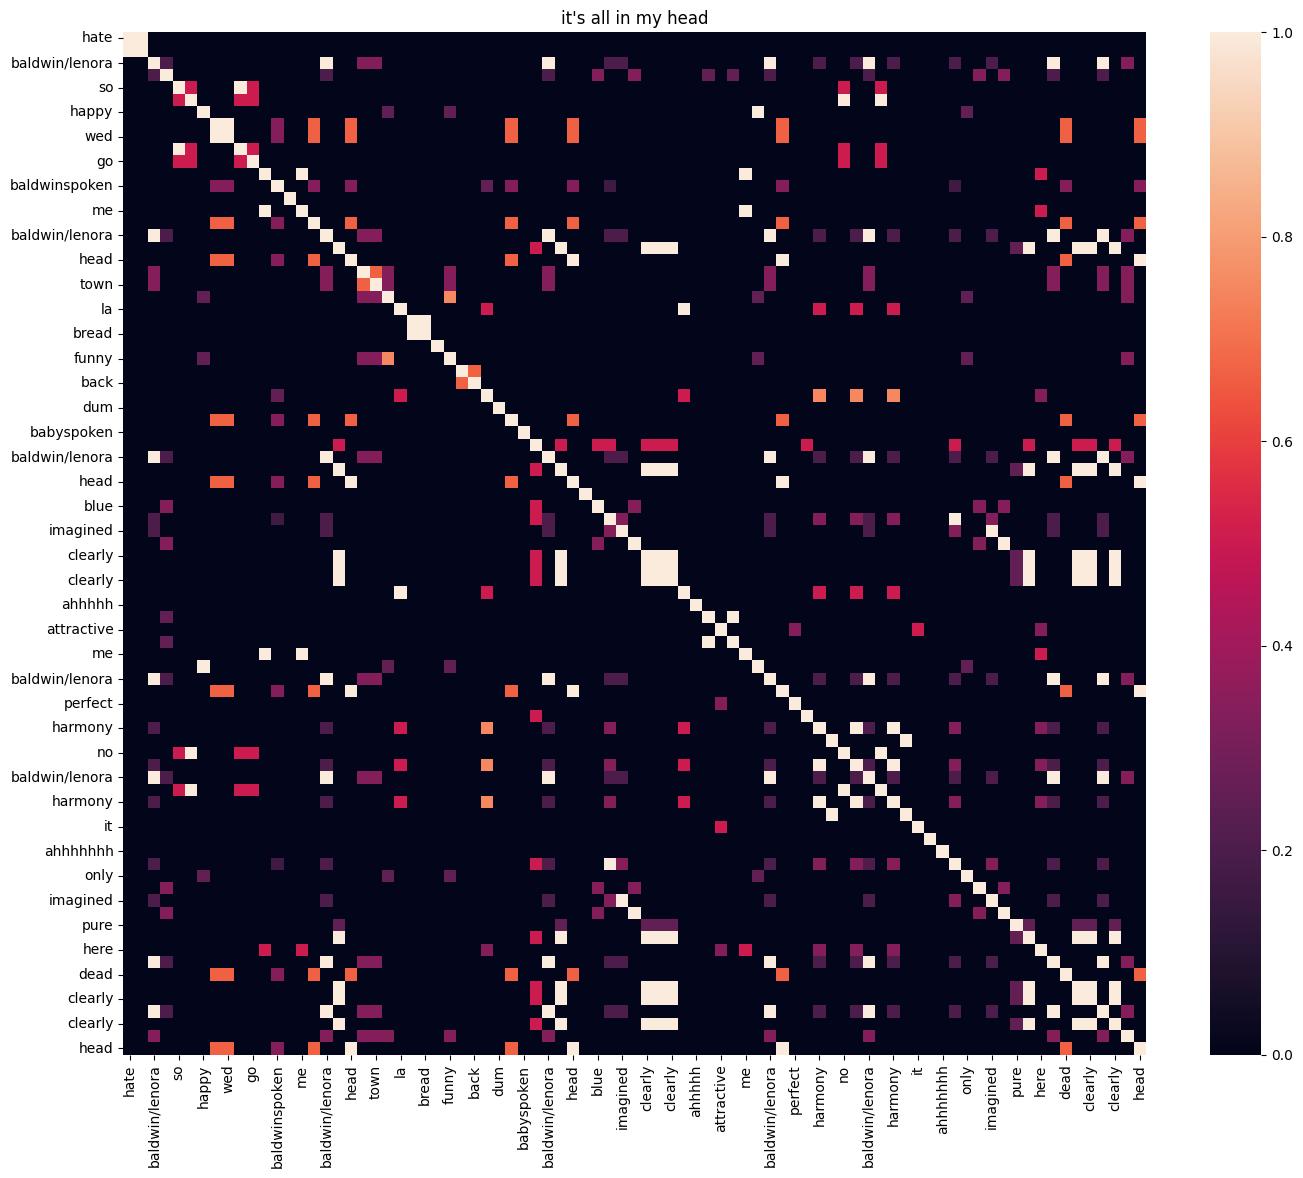 it's all in my head
hate
baldwin/lenora
so
happy
wed
go
baldwinspoken
me
baldwin/lenora
head
town
la
bread
funny
back
dum
babyspoken
baldwin/lenora
head
blue
imagined
clearly
clearly
ahhhhh
attractive
me
baldwin/lenora
perfect
harmony
no
baldwin/lenora
harmony
it
ahhhhhhh
only
imagined
pure
here
dead
clearly
clearly
head
hate
baldwin/lenora
so
happy
wed
go
baldwinspoken
me
baldwin/lenora
head
town
la
bread
funny
back
dum
babyspoken
baldwin/lenora
head
blue
imagined
clearly
clearly
ahhhhh
attractive
me
baldwin/lenora
perfect
harmony
no
baldwin/lenora
harmony
it
ahhhhhhh
only
imagined
pure
here
dead
clearly
clearly
head
1.0
0.8
0.6
0.4
0.2
0.0